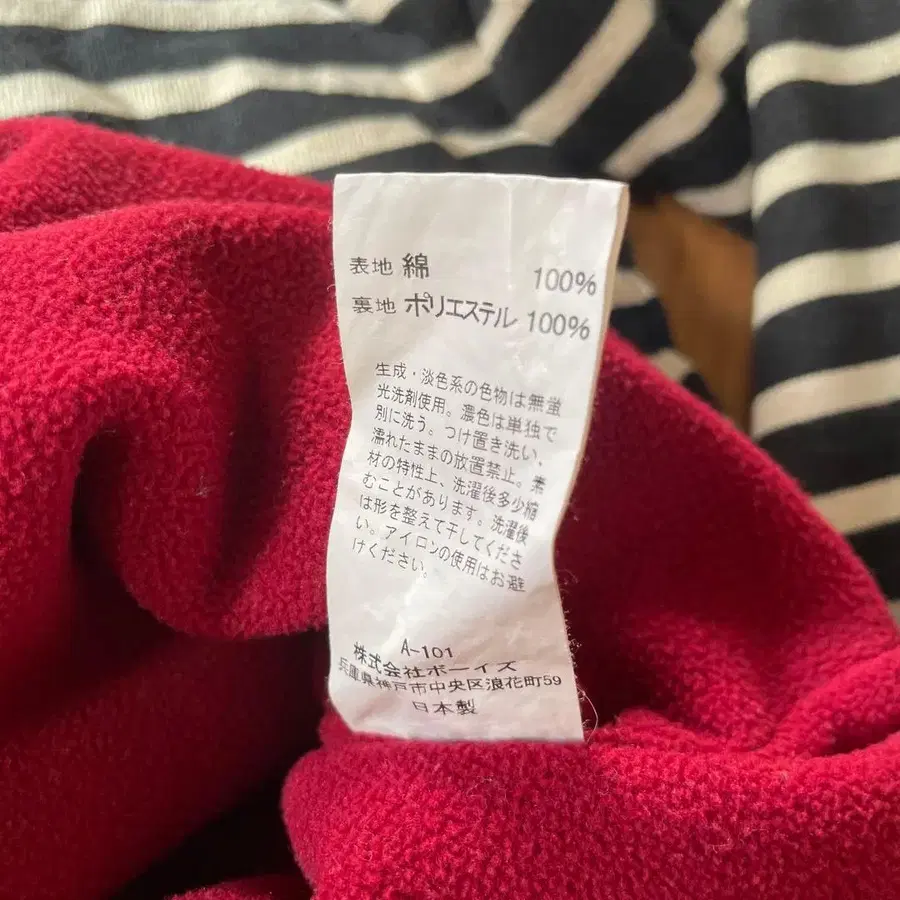 表地 綿 100%
裏地 ポリエステル 100%
生成・淡色系の色物は無蛍
光洗剤使用。濃色は単独で
別に洗う。つけ置き洗い、
濡れたままの放置禁止。素
材の特性上、洗濯後多少縮
むことがあります。洗濯後
は形を整えて干してくださ
い。アイロンの使用はお避
けください。
A-101
株式会社ボーイズ
兵庫県神戸市中央区浪花町59
日本製